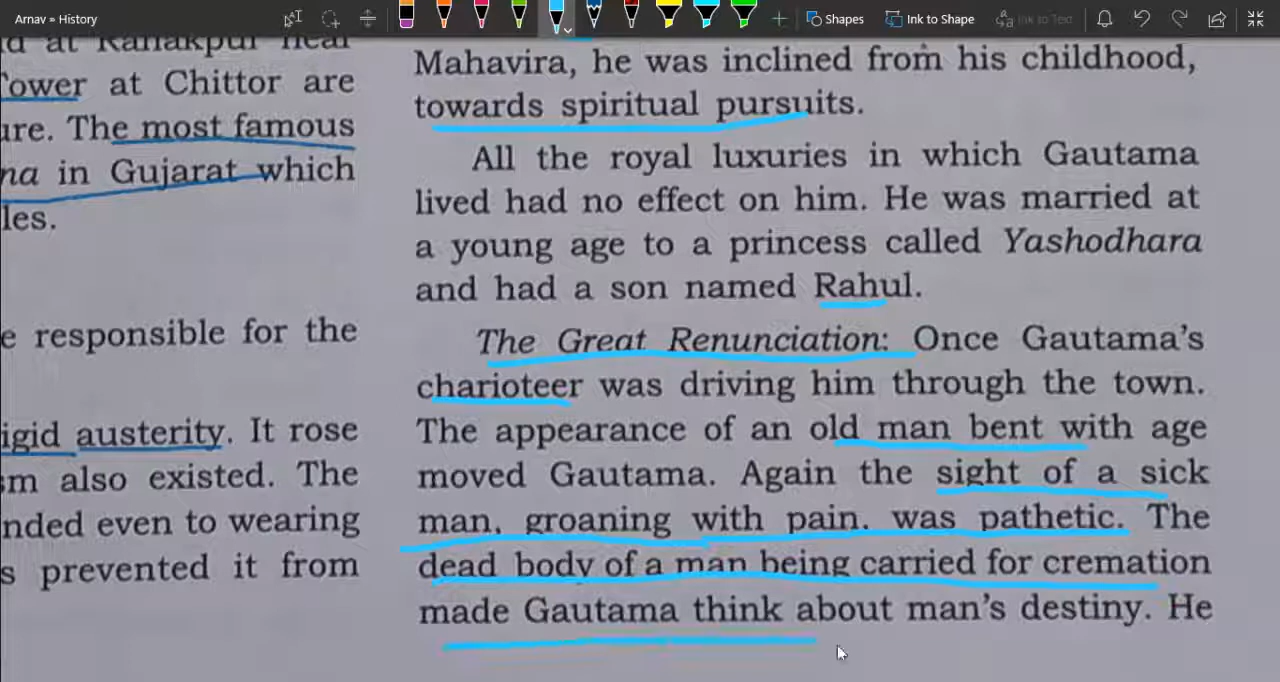 Arnav » History
Shapes
Ink to Shape
Ink to Text
at Ranakpur near
Tower at Chittor are
ure. The most famous
na in Gujarat which
les.
e responsible for the
igid austerity. It rose
sm also existed. The
nded even to wearing
s prevented it from
Mahavira, he was inclined from his childhood,
towards spiritual pursuits.
All the royal luxuries in which Gautama
lived had no effect on him. He was married at
a young age to a princess called Yashodhara
and had a son named Rahul.
The Great Renunciation: Once Gautama's
charioteer was driving him through the town.
The appearance of an old man bent with age
moved Gautama. Again the sight of a sick
man, groaning with pain, was pathetic. The
dead body of a man being carried for cremation
made Gautama think about man's destiny. He